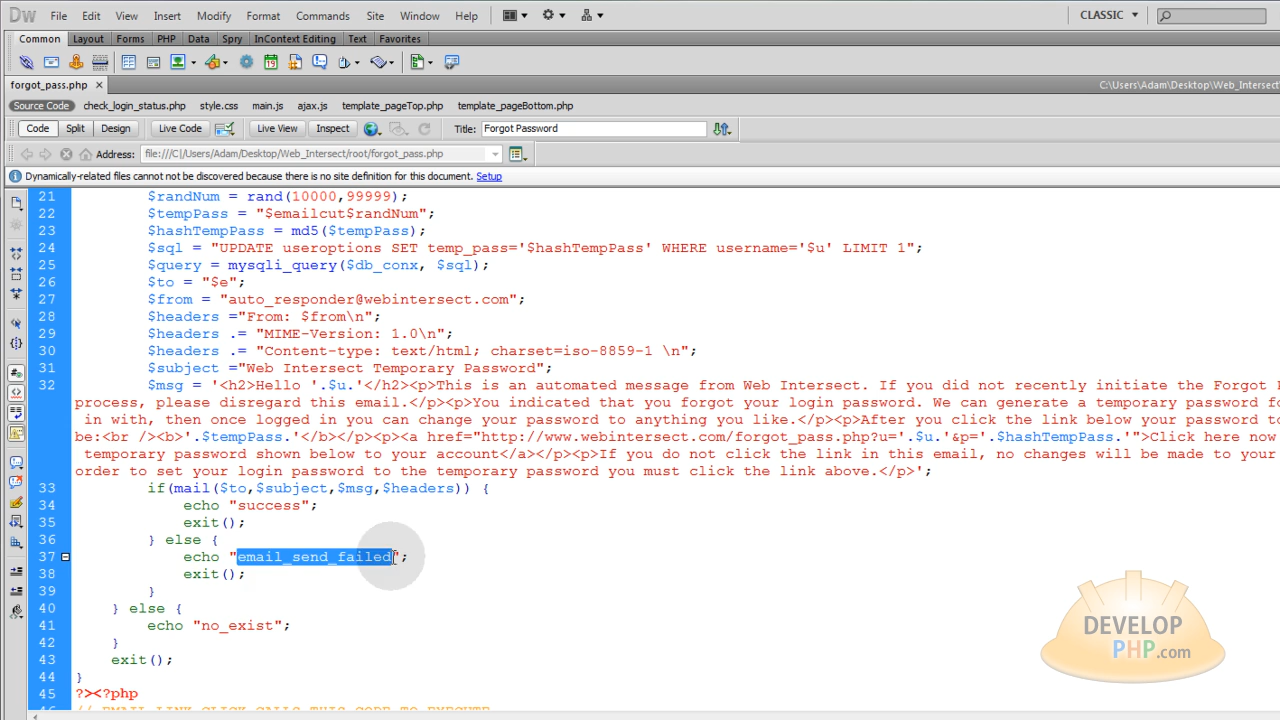 Dw File Edit View Insert Modify Format Commands Site Window Help CLASSIC
Common Layout Forms PHP Data Spry InContext Editing Text Favorites
forgot_pass.php × C:\Users\Adam\Desktop\Web_Intersect
Source Code check_login_status.php style.css main.js ajax.js template_pageTop.php template_pageBottom.php
Code Split Design Live Code Live View Inspect Title: Forgot Password
Address: file:///C|/Users/Adam/Desktop/Web_Intersect/root/forgot_pass.php
Dynamically-related files cannot be discovered because there is no site definition for this document. Setup
21 $randNum = rand(10000,99999);
22 $tempPass = "$emailcut$randNum";
23 $hashTempPass = md5($tempPass);
24 $sql = "UPDATE useroptions SET temp_pass='$hashTempPass' WHERE username='$u' LIMIT 1";
25 $query = mysqli_query($db_conx, $sql);
26 $to = "$e";
27 $from = "auto_responder@webintersect.com";
28 $headers ="From: $from\n";
29 $headers .= "MIME-Version: 1.0\n";
30 $headers .= "Content-type: text/html; charset=iso-8859-1 \n";
31 $subject ="Web Intersect Temporary Password";
32 $msg = '<h2>Hello '.$u.'</h2><p>This is an automated message from Web Intersect. If you did not recently initiate the Forgot
process, please disregard this email.</p><p>You indicated that you forgot your login password. We can generate a temporary password
in with, then once logged in you can change your password to anything you like.</p><p>After you click the link below your password to
be:<br /><b>'.$tempPass.'</b></p><p><a href="http://www.webintersect.com/forgot_pass.php?u='.$u.'&p='.$hashTempPass.'">Click here now
temporary password shown below to your account</a></p><p>If you do not click the link in this email, no changes will be made to your
order to set your login password to the temporary password you must click the link above.</p>';
33 if(mail($to,$subject,$msg,$headers)) {
34 echo "success";
35 exit();
36 } else {
37 echo "email_send_failed";
38 exit();
39 }
40 } else {
41 echo "no_exist";
42 }
43 exit();
44 }
45 ?><?php
46 // EMAIL LINK CLICK CALLS THIS CODE TO EXECUTE
DEVELOP
PHP.com